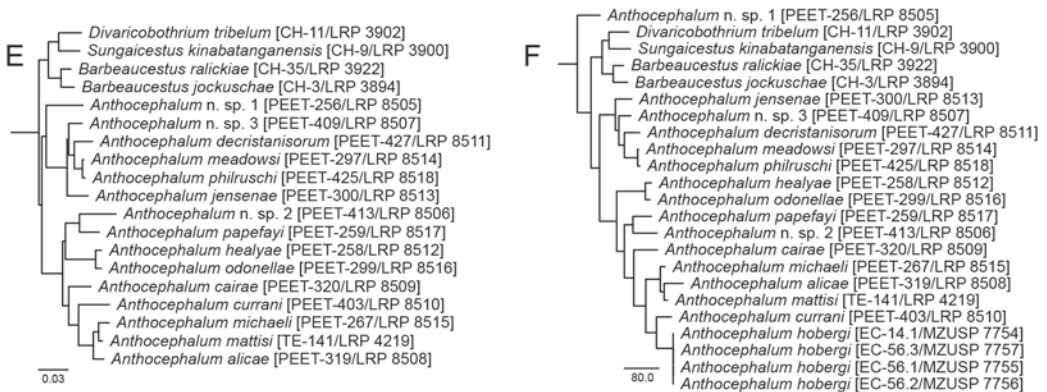 E
Divaricobothrium tribelum [CH-11/LRP 3902]
Sungaicestus kinabatanganensis [CH-9/LRP 3900]
Barbeaucestus ralickiae [CH-35/LRP 3922]
Barbeaucestus jockuschae [CH-3/LRP 3894]
Anthocephalum n. sp. 1 [PEET-256/LRP 8505]
Anthocephalum n. sp. 3 [PEET-409/LRP 8507]
Anthocephalum decristanisorum [PEET-427/LRP 8511]
Anthocephalum meadowsi [PEET-297/LRP 8514]
Anthocephalum philruschi [PEET-425/LRP 8518]
Anthocephalum jensenae [PEET-300/LRP 8513]
Anthocephalum n. sp. 2 [PEET-413/LRP 8506]
Anthocephalum papefayi [PEET-259/LRP 8517]
Anthocephalum healyae [PEET-258/LRP 8512]
Anthocephalum odonellae [PEET-299/LRP 8516]
Anthocephalum cairae [PEET-320/LRP 8509]
Anthocephalum currani [PEET-403/LRP 8510]
Anthocephalum michaeli [PEET-267/LRP 8515]
Anthocephalum mattisi [TE-141/LRP 4219]
Anthocephalum alicae [PEET-319/LRP 8508]
0.03
F
Anthocephalum n. sp. 1 [PEET-256/LRP 8505]
Divaricobothrium tribelum [CH-11/LRP 3902]
Sungaicestus kinabatanganensis [CH-9/LRP 3900]
Barbeaucestus ralickiae [CH-35/LRP 3922]
Barbeaucestus jockuschae [CH-3/LRP 3894]
Anthocephalum jensenae [PEET-300/LRP 8513]
Anthocephalum n. sp. 3 [PEET-409/LRP 8507]
Anthocephalum decristanisorum [PEET-427/LRP 8511]
Anthocephalum meadowsi [PEET-297/LRP 8514]
Anthocephalum philruschi [PEET-425/LRP 8518]
Anthocephalum healyae [PEET-258/LRP 8512]
Anthocephalum odonellae [PEET-299/LRP 8516]
Anthocephalum papefayi [PEET-259/LRP 8517]
Anthocephalum n. sp. 2 [PEET-413/LRP 8506]
Anthocephalum cairae [PEET-320/LRP 8509]
Anthocephalum michaeli [PEET-267/LRP 8515]
Anthocephalum alicae [PEET-319/LRP 8508]
Anthocephalum mattisi [TE-141/LRP 4219]
Anthocephalum currani [PEET-403/LRP 8510]
Anthocephalum hobergi [EC-14.1/MZUSP 7754]
Anthocephalum hobergi [EC-56.3/MZUSP 7757]
Anthocephalum hobergi [EC-56.1/MZUSP 7755]
Anthocephalum hobergi [EC-56.2/MZUSP 7756]
80.0